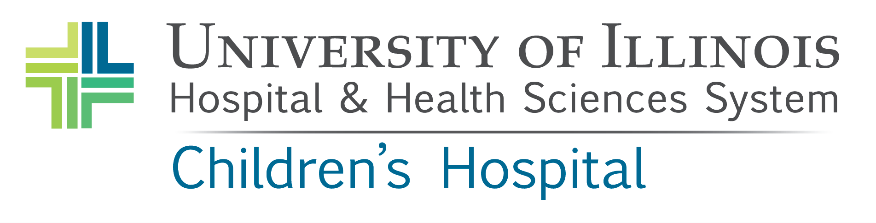 UNIVERSITY OF ILLINOIS
Hospital & Health Sciences System
Children's Hospital